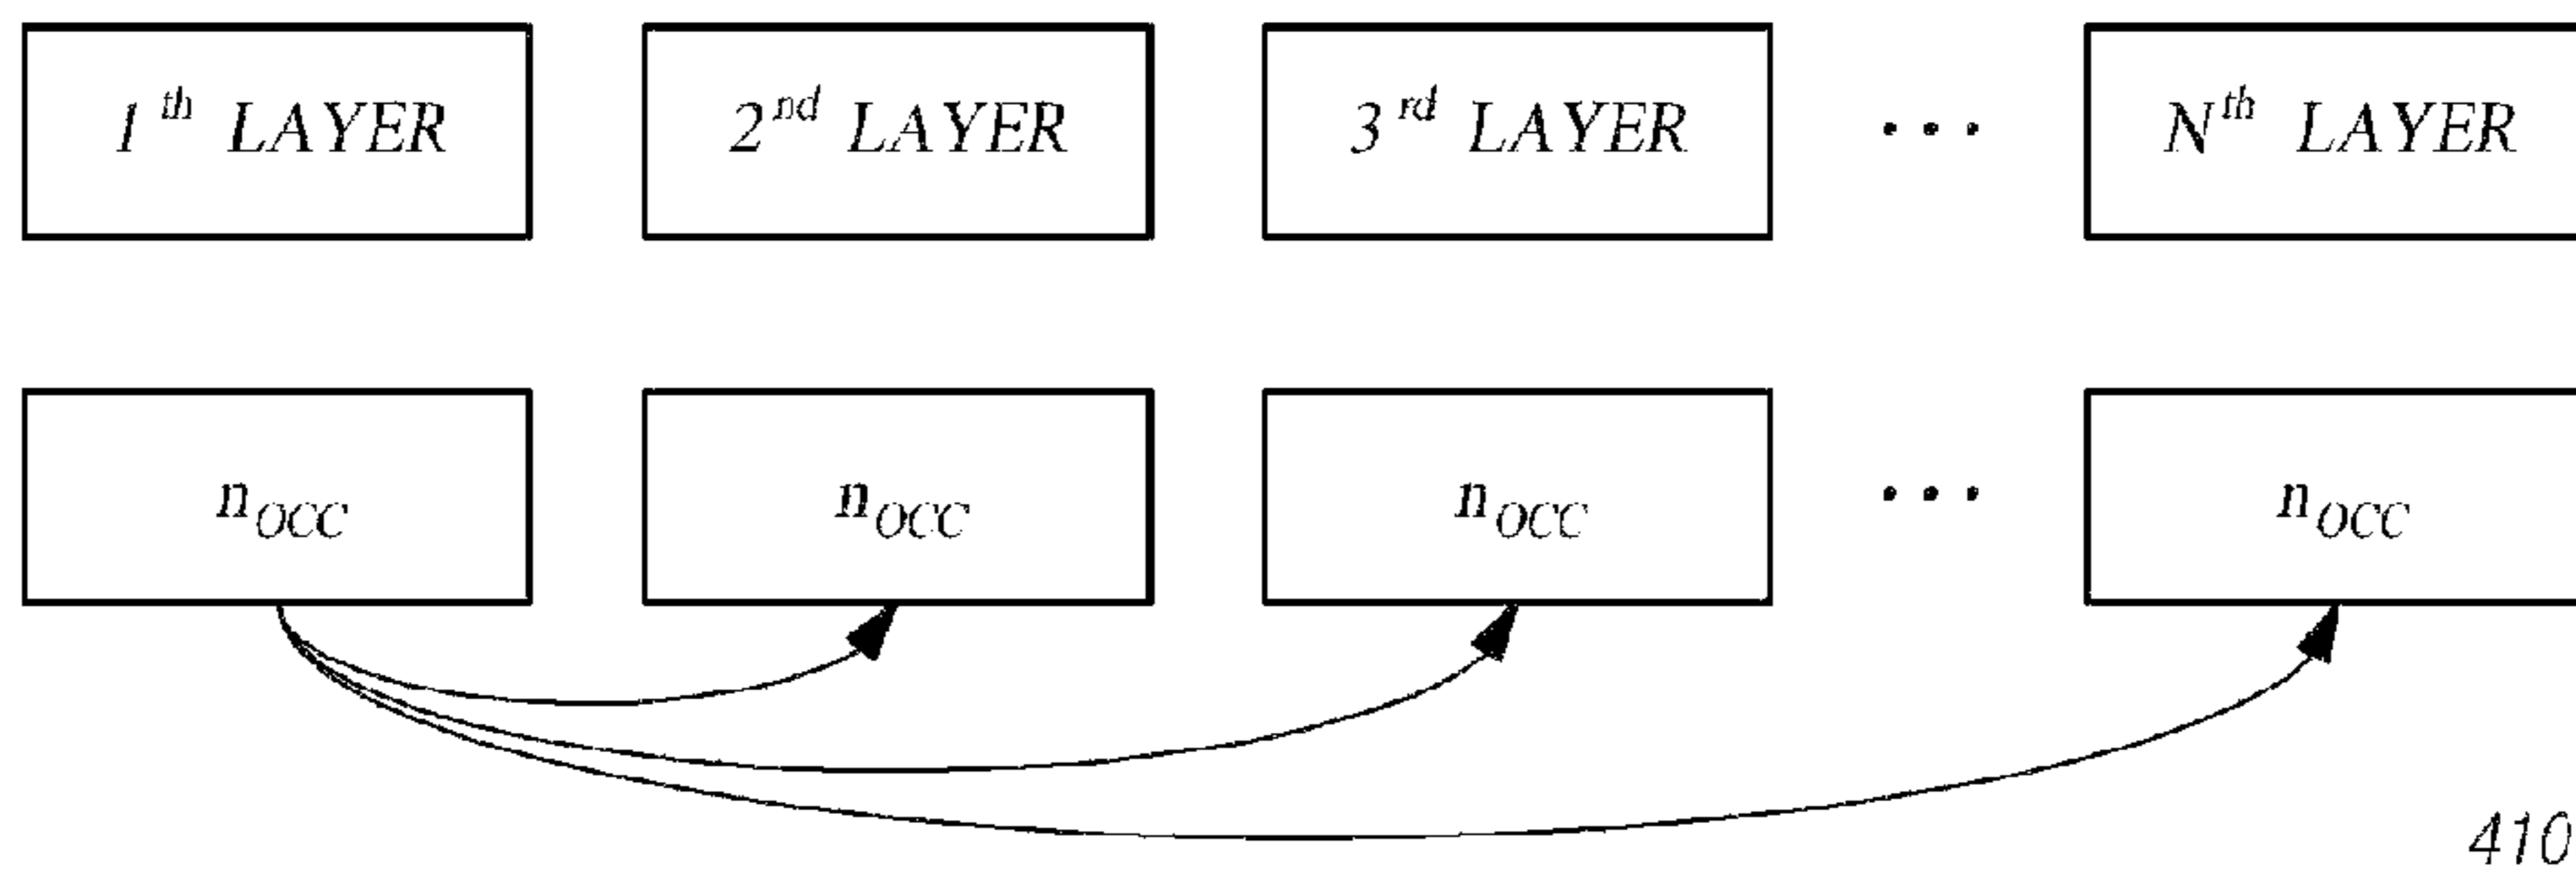 1th LAYER 2nd LAYER 3rd LAYER ... Nth LAYER
nOCC nOCC nOCC ... nOCC
410